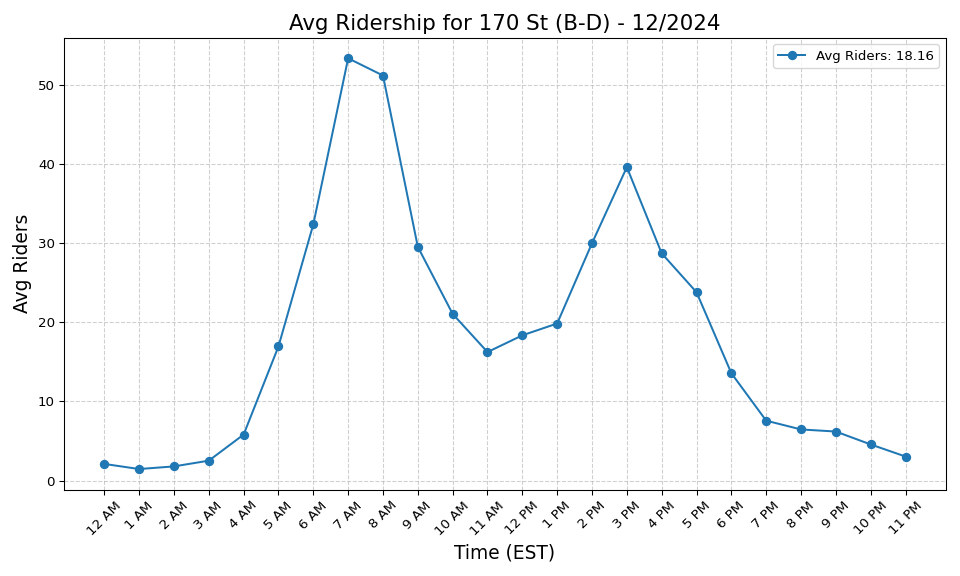 Avg Ridership for 170 St (B-D) - 12/2024
Avg Riders: 18.16
Avg Riders
50
40
30
20
10
0
12 AM 1 AM 2 AM 3 AM 4 AM 5 AM 6 AM 7 AM 8 AM 9 AM 10 AM 11 AM 12 PM 1 PM 2 PM 3 PM 4 PM 5 PM 6 PM 7 PM 8 PM 9 PM 10 PM 11 PM
Time (EST)